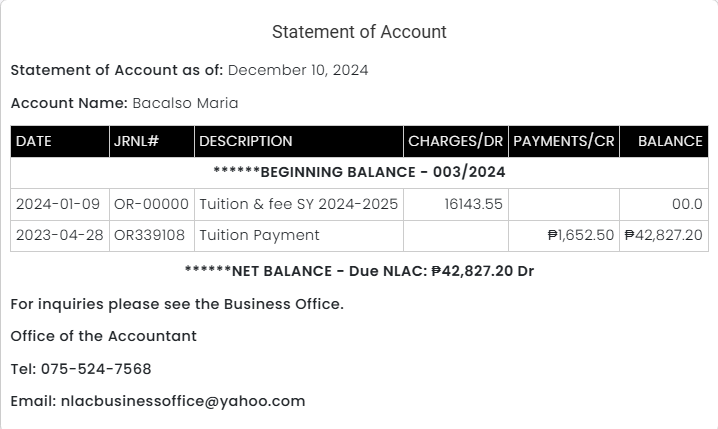 Statement of Account
Statement of Account as of: December 10, 2024
Account Name: Bacalso Maria
DATE JRNL# DESCRIPTION CHARGES/DR PAYMENTS/CR BALANCE
******BEGINNING BALANCE - 003/2024
2024-01-09 OR-00000 Tuition & fee SY 2024-2025 16143.55 00.0
2023-04-28 OR339108 Tuition Payment ₱1,652.50 ₱42,827.20
******NET BALANCE - Due NLAC: ₱42,827.20 Dr
For inquiries please see the Business Office.
Office of the Accountant
Tel: 075-524-7568
Email: nlacbusinessoffice@yahoo.com